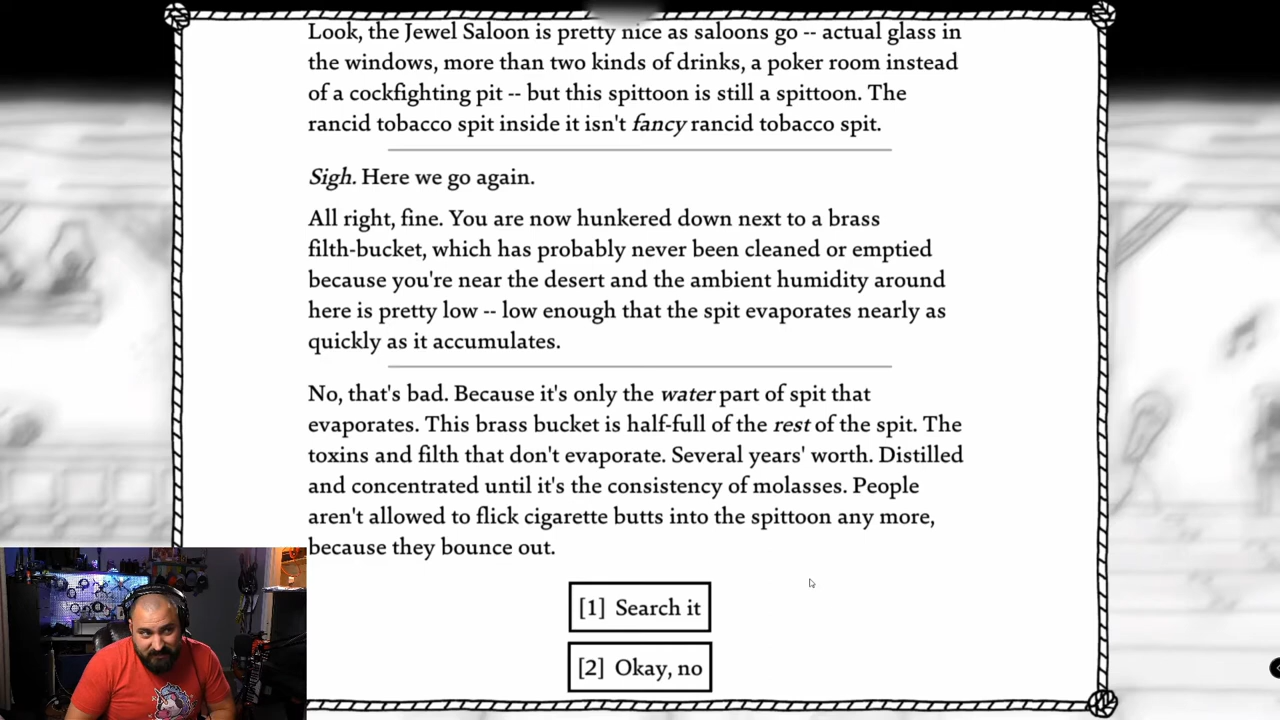 Look, the Jewel Saloon is pretty nice as saloons go -- actual glass in
the windows, more than two kinds of drinks, a poker room instead
of a cockfighting pit -- but this spittoon is still a spittoon. The
rancid tobacco spit inside it isn't fancy rancid tobacco spit.
Sigh. Here we go again.
All right, fine. You are now hunkered down next to a brass
filth-bucket, which has probably never been cleaned or emptied
because you're near the desert and the ambient humidity around
here is pretty low -- low enough that the spit evaporates nearly as
quickly as it accumulates.
No, that's bad. Because it's only the water part of spit that
evaporates. This brass bucket is half-full of the rest of the spit. The
toxins and filth that don't evaporate. Several years' worth. Distilled
and concentrated until it's the consistency of molasses. People
aren't allowed to flick cigarette butts into the spittoon any more,
because they bounce out.
[1] Search it
[2] Okay, no